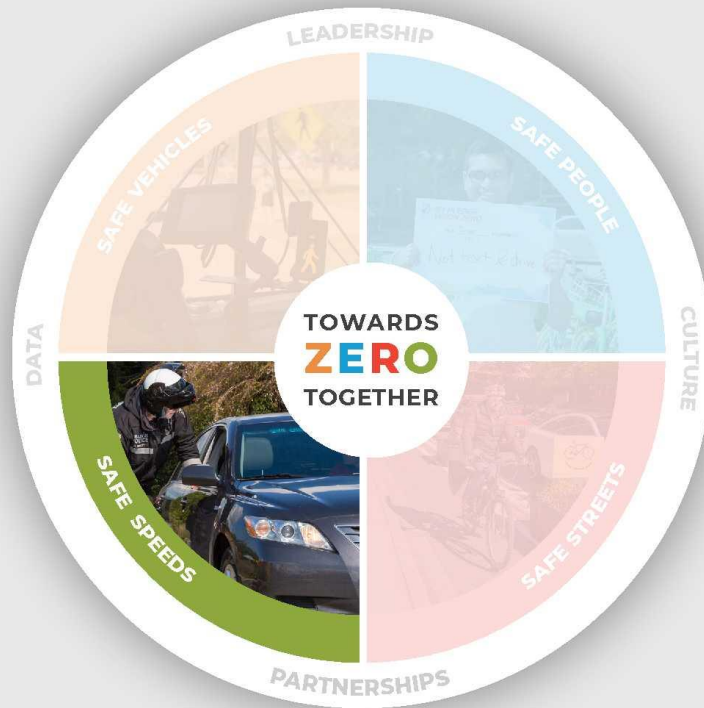 LEADERSHIP
SAFE VEHICLES
SAFE PEOPLE
DATA
TOWARDS
ZERO
TOGETHER
CULTURE
SAFE SPEEDS
SAFE STREETS
PARTNERSHIPS